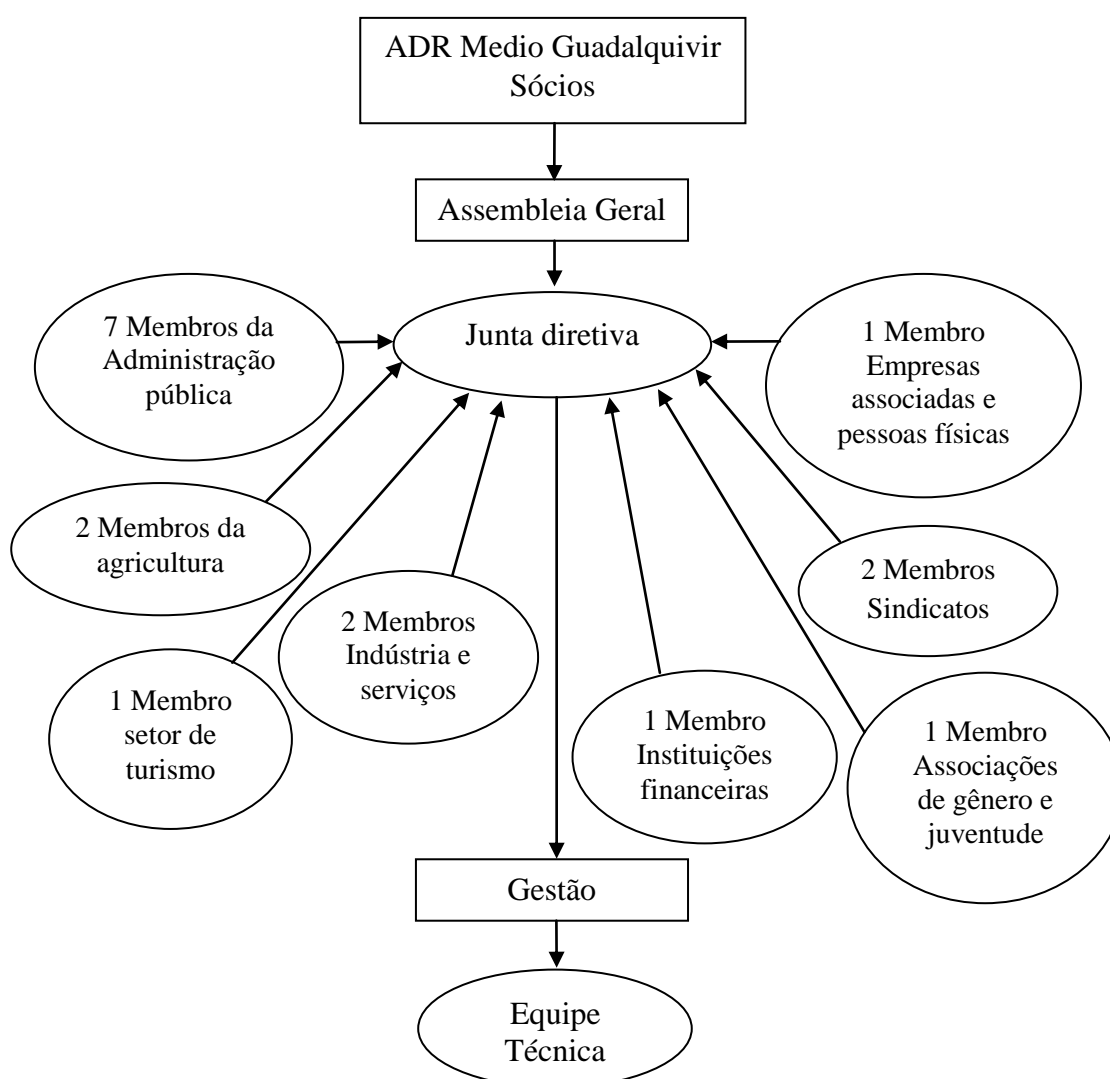 ADR Medio Guadalquivir
Sócios
Assembleia Geral
Junta diretiva
7 Membros da
Administração
pública
1 Membro
Empresas
associadas e
pessoas físicas
2 Membros da
agricultura
2 Membros
Sindicatos
2 Membros
Indústria e
serviços
1 Membro
setor de
turismo
1 Membro
Instituições
financeiras
1 Membro
Associações
de gênero e
juventude
Gestão
Equipe
Técnica